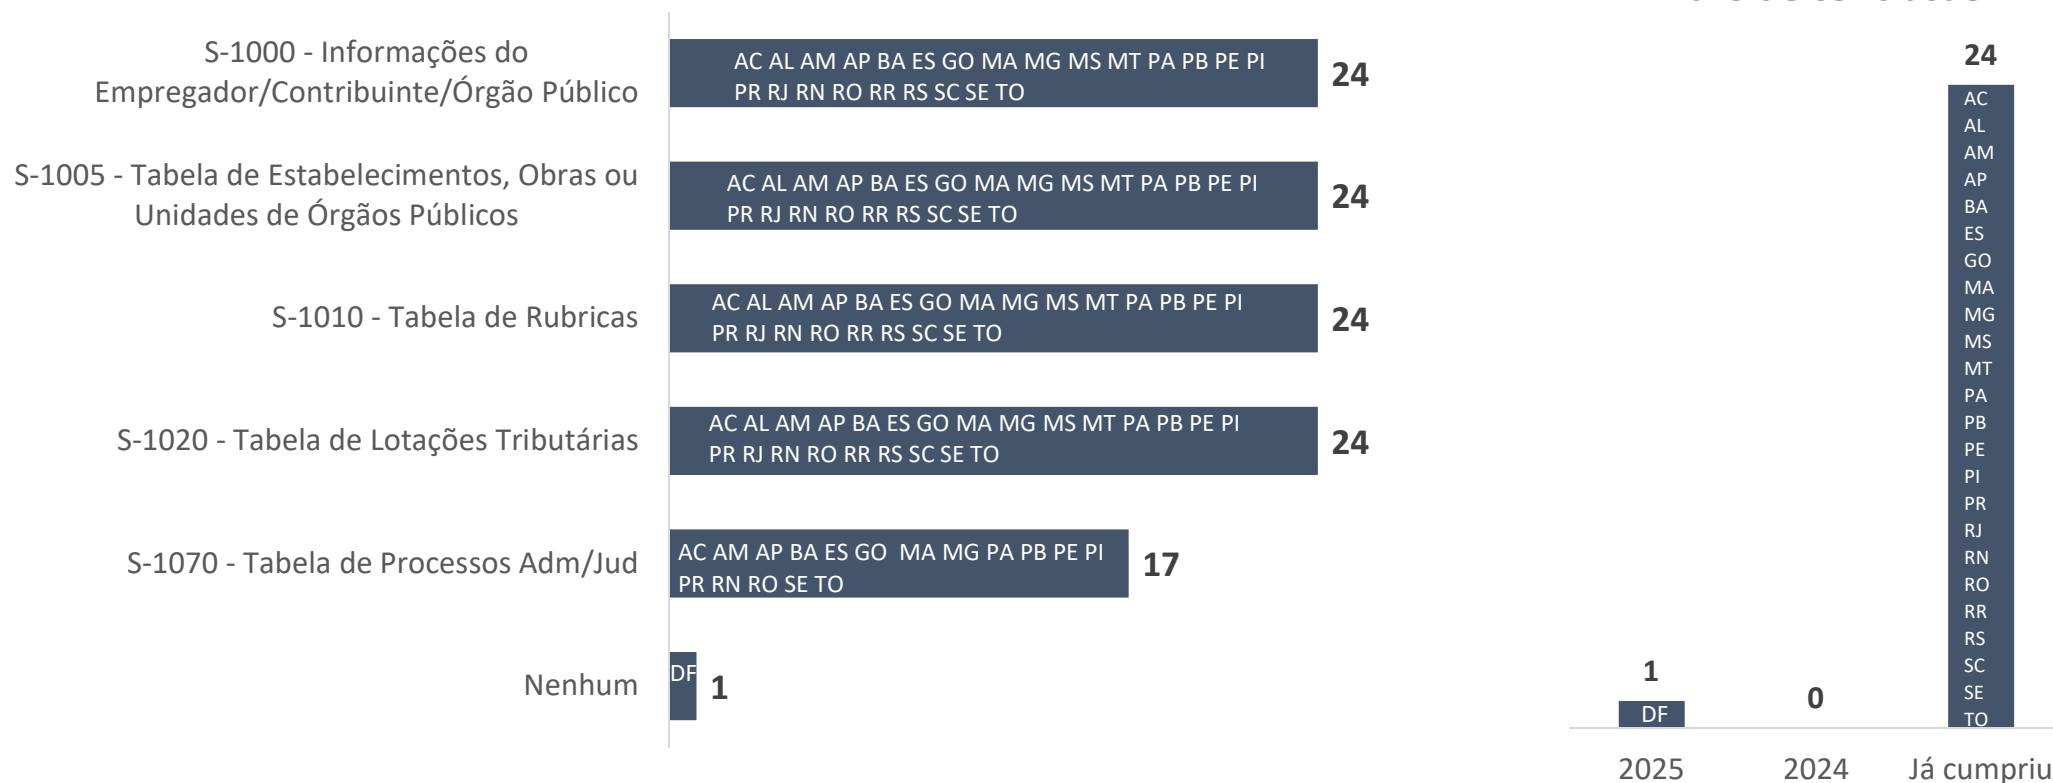 S-1000 - Informações do
Empregador/Contribuinte/Órgão Público
AC AL AM AP BA ES GO MA MG MS MT PA PB PE PI
PR RJ RN RO RR RS SC SE TO
24
S-1005 - Tabela de Estabelecimentos, Obras ou
Unidades de Órgãos Públicos
AC AL AM AP BA ES GO MA MG MS MT PA PB PE PI
PR RJ RN RO RR RS SC SE TO
24
S-1010 - Tabela de Rubricas
AC AL AM AP BA ES GO MA MG MS MT PA PB PE PI
PR RJ RN RO RR RS SC SE TO
24
S-1020 - Tabela de Lotações Tributárias
AC AL AM AP BA ES GO MA MG MS MT PA PB PE PI
PR RJ RN RO RR RS SC SE TO
24
S-1070 - Tabela de Processos Adm/Jud
AC AM AP BA ES GO  MA MG PA PB PE PI
PR RN RO SE TO
17
Nenhum
DF
1
24
AC
AL
AM
AP
BA
ES
GO
MA
MG
MS
MT
PA
PB
PE
PI
PR
RJ
RN
RO
RR
RS
SC
SE
TO
1
DF
0
2025
2024
Já cumpriu